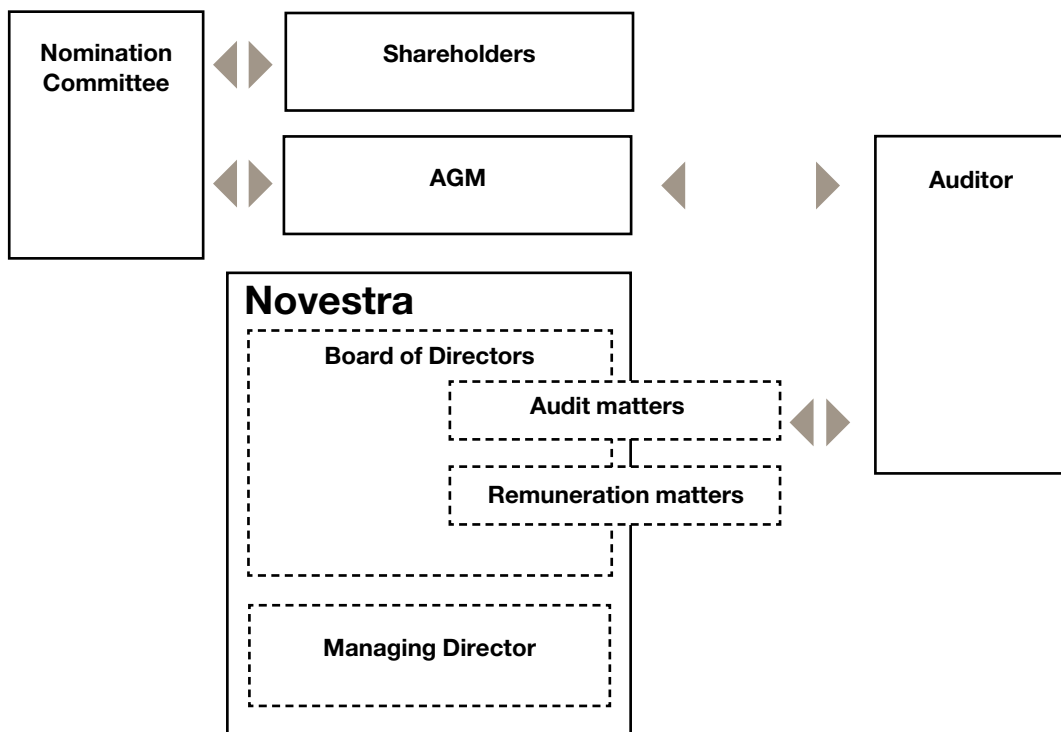 Nomination
Committee
Shareholders
AGM
Auditor
Novestra
Board of Directors
Audit matters
Remuneration matters
Managing Director